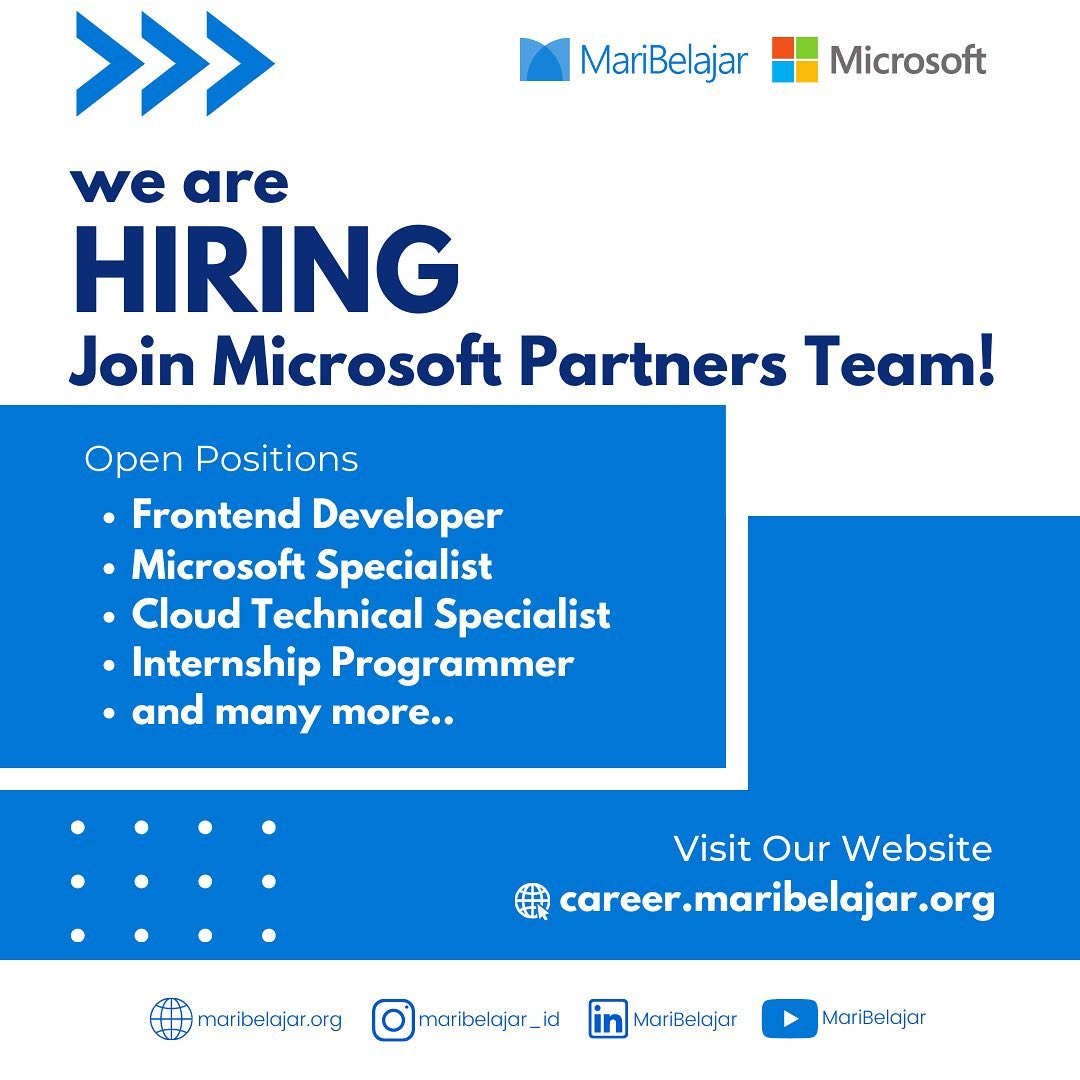 MariBelajar Microsoft
we are
HIRING
Join Microsoft Partners Team!
Open Positions
• Frontend Developer
• Microsoft Specialist
• Cloud Technical Specialist
• Internship Programmer
• and many more..
Visit Our Website
career.maribelajar.org
maribelajar.org maribelajar_id MariBelajar MariBelajar